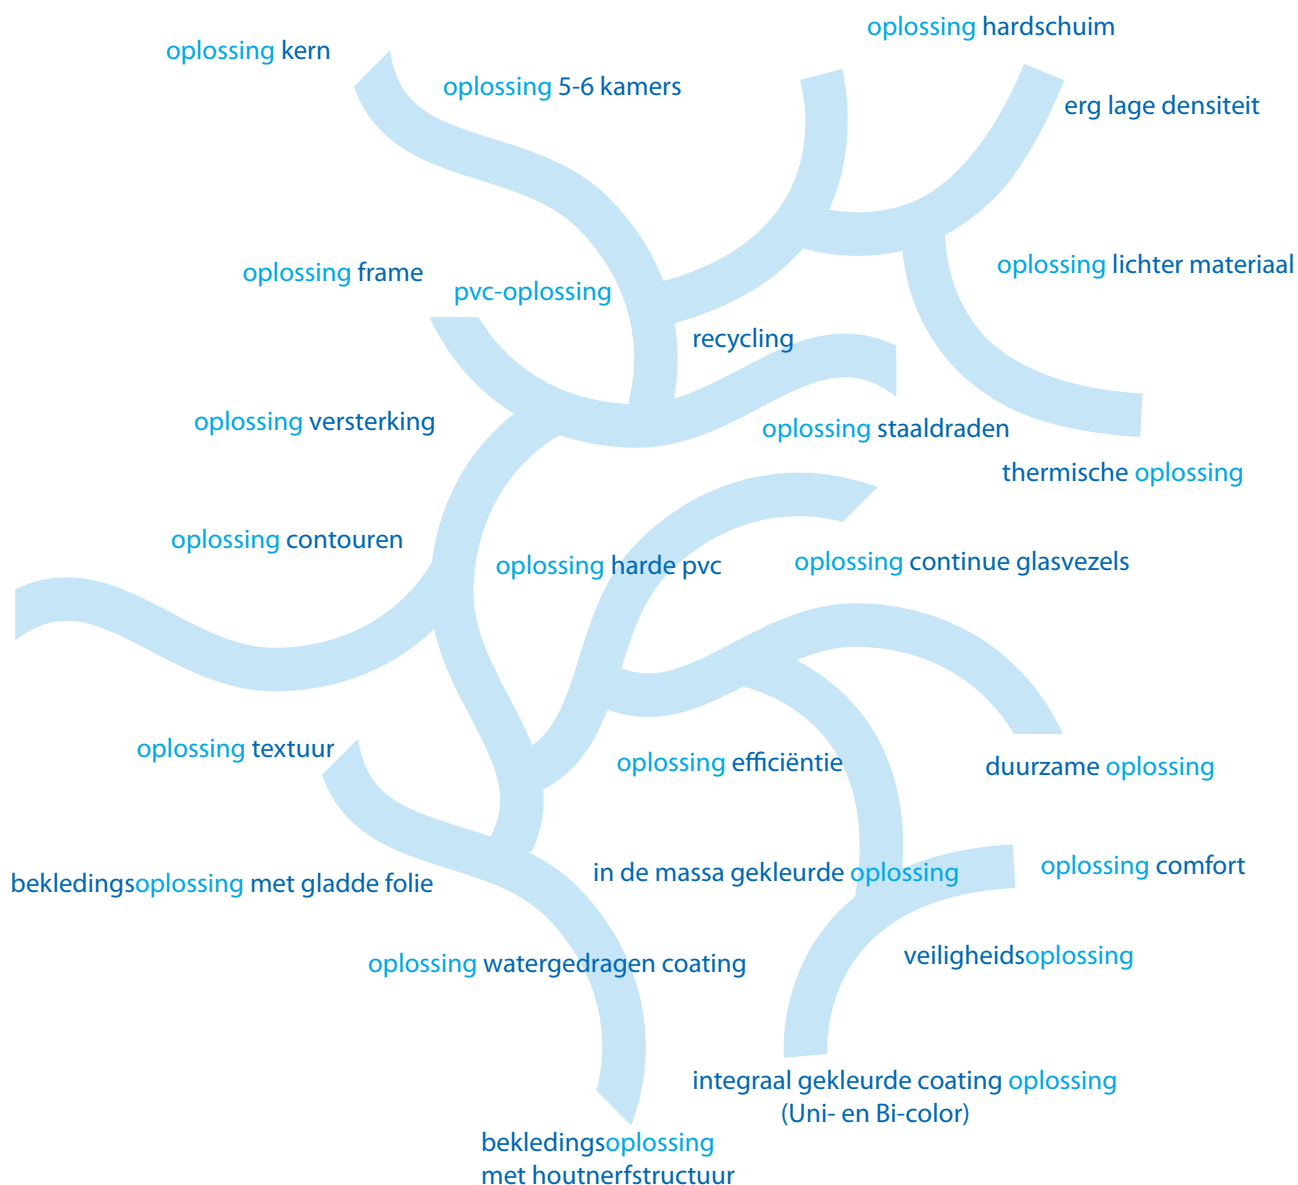 oplossing hardschuim
oplossing kern
oplossing 5-6 kamers
erg lage densiteit
oplossing lichter materiaal
oplossing frame
pvc-oplossing
recycling
oplossing versterking
oplossing staaldraden
thermische oplossing
oplossing contouren
oplossing harde pvc
oplossing continue glasvezels
oplossing textuur
oplossing efficiëntie
duurzame oplossing
oplossing comfort
in de massa gekleurde oplossing
bekledingsoplossing met gladde folie
veiligheidsoplossing
oplossing watergedragen coating
integraal gekleurde coating oplossing
(Uni- en Bi-color)
bekledingsoplossing
met houtnerfstructuur